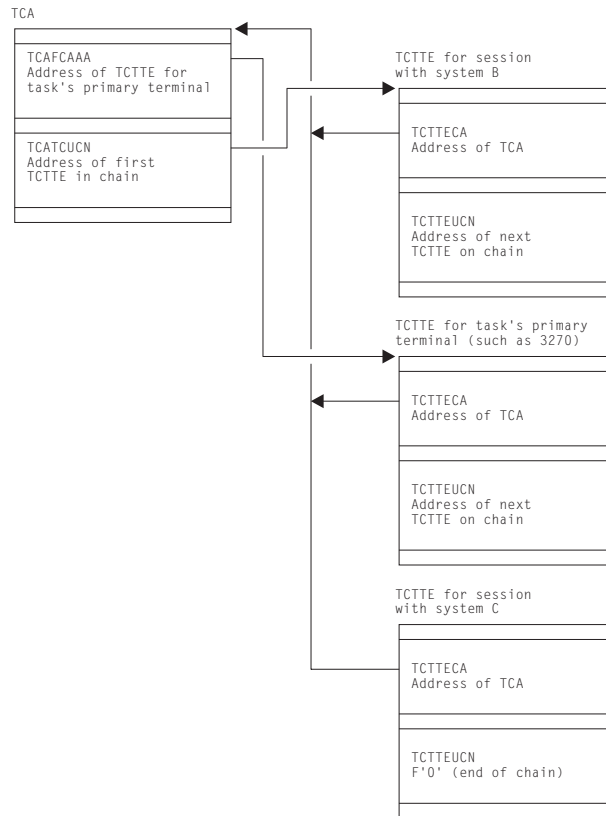 TCA
TCAFCAAA
Address of TCTTE for
task's primary terminal
TCATCUCN
Address of first
TCTTE in chain
TCTTE for session
with system B
TCTTECA
Address of TCA
TCTTEUCN
Address of next
TCTTE on chain
TCTTE for task's primary
terminal (such as 3270)
TCTTECA
Address of TCA
TCTTEUCN
Address of next
TCTTE on chain
TCTTE for session
with system C
TCTTECA
Address of TCA
TCTTEUCN
F'0' (end of chain)